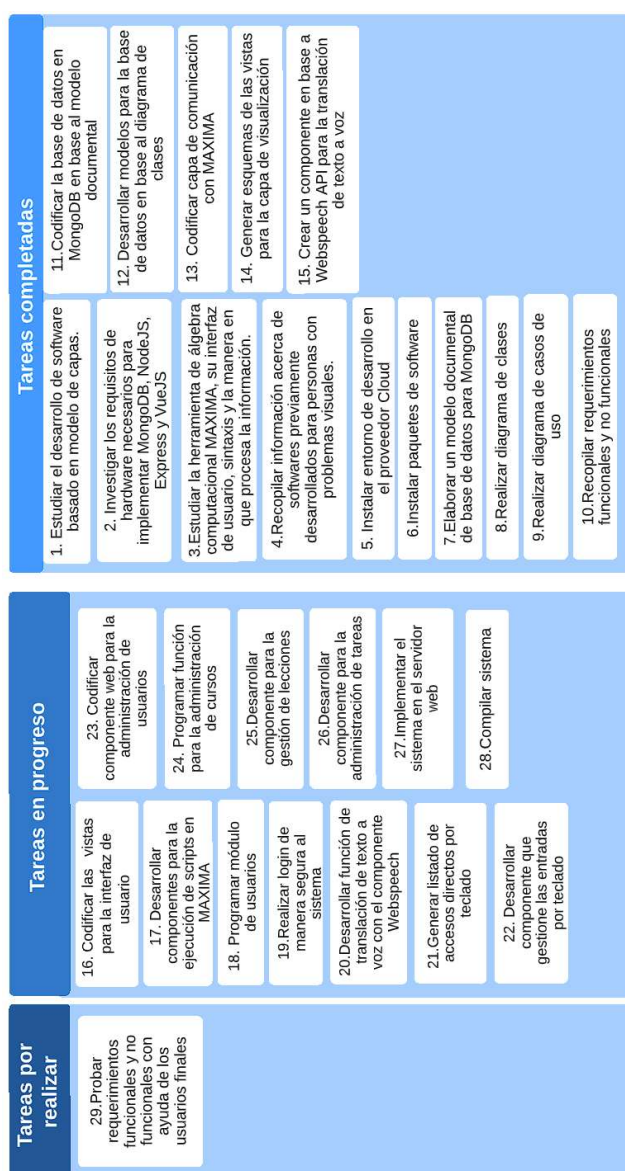 Tareas por
realizar
29.Probar
requerimientos
funcionales y no
funcionales con
ayuda de los
usuarios finales
Tareas en progreso
16. Codificar las vistas
para la interfaz de
usuario
17. Desarrollar
componentes para la
ejecución de scripts en
MAXIMA
18. Programar módulo
de usuarios
19.Realizar login de
manera segura al
sistema
20.Desarrollar función de
translación de texto a
voz con el componente
Webspeech
21.Generar listado de
accesos directos por
teclado
22. Desarrollar
componente que
gestione las entradas
por teclado
23. Codificar
componente web para la
administración de
usuarios
24. Programar función
para la administración
de cursos
25.Desarrollar
componente para la
gestión de lecciones
26.Desarrollar
componente para la
administración de tareas
27.Implementar el
sistema en el servidor
web
28.Compilar sistema
Tareas completadas
1. Estudiar el desarrollo de software
basado en modelo de capas.
2. Investigar los requisitos de
hardware necesarios para
implementar MongoDB, NodeJS,
Express y VueJS
3.Estudiar la herramienta de álgebra
computacional MAXIMA, su interfaz
de usuario, sintaxis y la manera en
que procesa la información.
4.Recopilar información acerca de
softwares previamente
desarrollados para personas con
problemas visuales.
5. Instalar entorno de desarrollo en
el proveedor Cloud
6.Instalar paquetes de software
7.Elaborar un modelo documental
de base de datos para MongoDB
8.Realizar diagrama de clases
9.Realizar diagrama de casos de
uso
10.Recopilar requerimientos
funcionales y no funcionales
11.Codificar la base de datos en
MongoDB en base al modelo
documental
12. Desarrollar modelos para la base
de datos en base al diagrama de
clases
13. Codificar capa de comunicación
con MAXIMA
14. Generar esquemas de las vistas
para la capa de visualización
15. Crear un componente en base a
Webspeech API para la translación
de texto a voz